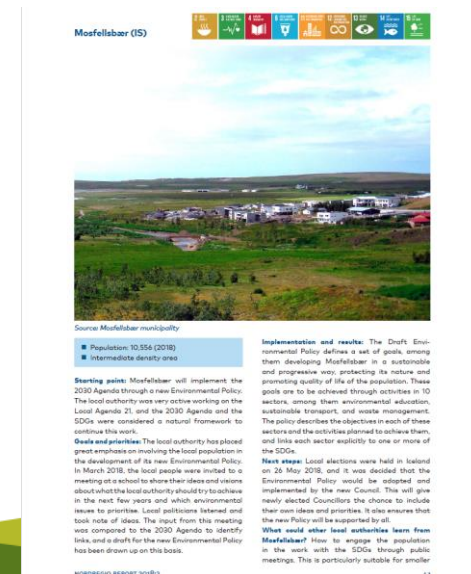 Mosfellsbær (IS)
Source: Mosfellsbær municipality
Population: 10,556 (2018)
Intermediate density area
Starting point: Mosfellsbær will implement the
2030 Agenda through a new Environmental Policy.
The local authority was very active working on the
Local Agenda 21, and the 2030 Agenda and the
SDGs were considered a natural framework to
continue this work.
Goals and priorities: The local authority has placed
great emphasis on involving the local population in
the development of its new Environmental Policy.
In March 2018, the local people were invited to a
meeting at a school to share their ideas and visions
about what the local authority should try to achieve
in the next few years and which environmental
issues to prioritise. Local politicians listened and
took note of ideas. The input from this meeting
was compared to the 2030 Agenda to identify
links, and a draft for the new Environmental Policy
has been drawn up on this basis.
Implementation and results: The Draft Envi-
ronmental Policy defines a set of goals, among
them developing Mosfellsbær in a sustainable
and progressive way, protecting its nature and
promoting quality of life of the population. These
goals are to be achieved through activities in 10
sectors, among them environmental education,
sustainable transport, and waste management.
The policy describes the objectives in each of these
sectors and the activities planned to achieve them,
and links each sector explicitly to one or more of
the SDGs.
Next steps: Local elections were held in Iceland
on 26 May 2018, and it was decided that the
Environmental Policy would be adopted and
implemented by the new Council. This will give
newly elected Councillors the chance to include
their own ideas and priorities. It also ensures that
the new Policy will be supported by all.
What could other local authorities learn from
Mosfellsbær? How to engage the population
in the work with the SDGs through public
meetings. This is particularly suitable for smaller